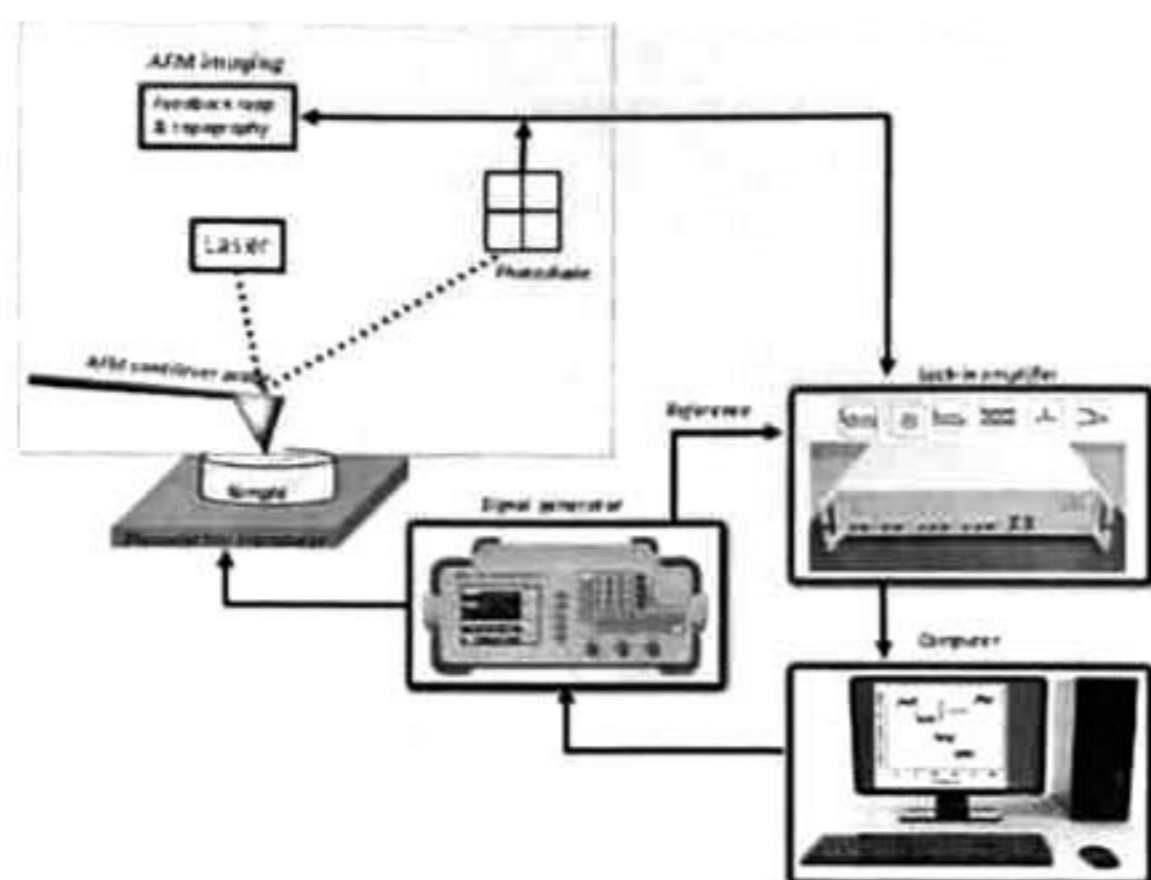 AFM imaging
Feedback loop
& topography
Laser
Photodiode
AFM cantilever probe
Lock-in amplifier
Reference
Sample
Signal generator
Computer